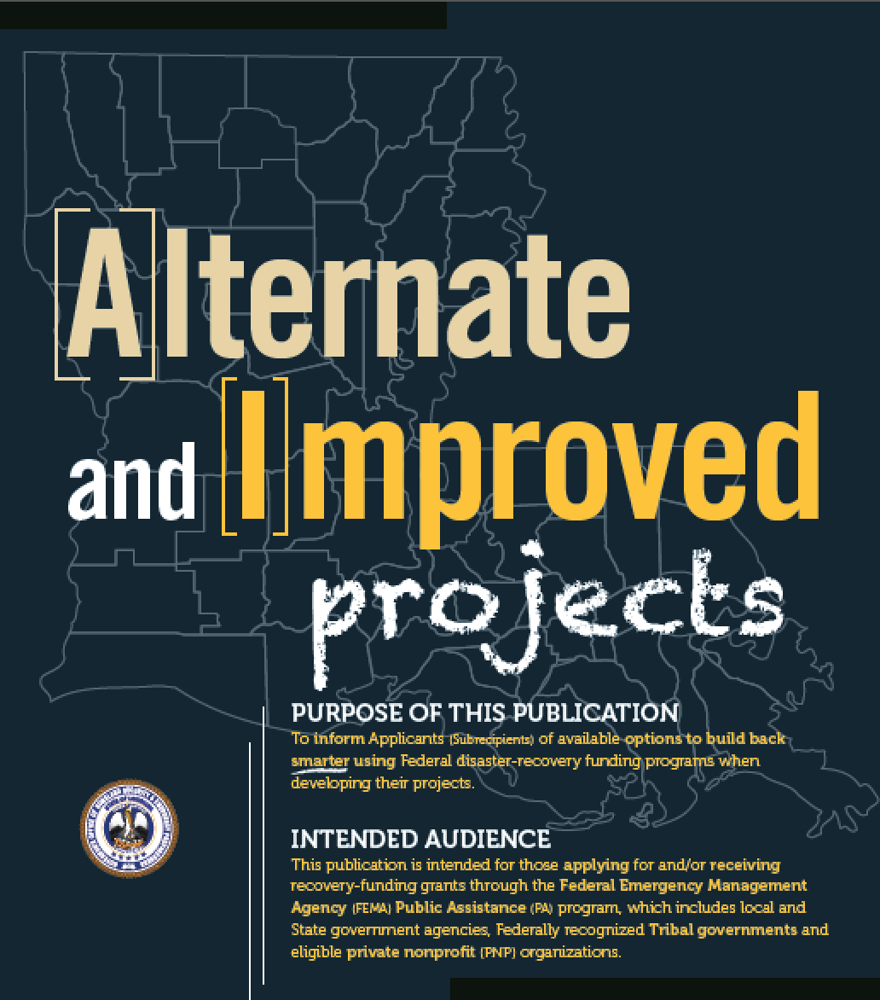 Alternate
and Improved
projects
PURPOSE OF THIS PUBLICATION
To inform Applicants (Subrecipients) of available options to build back
smarter using Federal disaster-recovery funding programs when
developing their projects.
INTENDED AUDIENCE
This publication is intended for those applying for and/or receiving
recovery-funding grants through the Federal Emergency Management
Agency (FEMA) Public Assistance (PA) program, which includes local and
State government agencies, Federally recognized Tribal governments and
eligible private nonprofit (PNP) organizations.